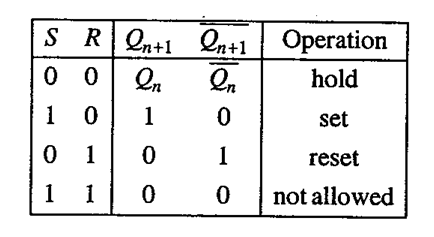 S R Q_{n+1} \overline{Q_{n+1}} Operation
0 0 Q_n \overline{Q_n} hold
1 0 1 0 set
0 1 0 1 reset
1 1 0 0 not allowed